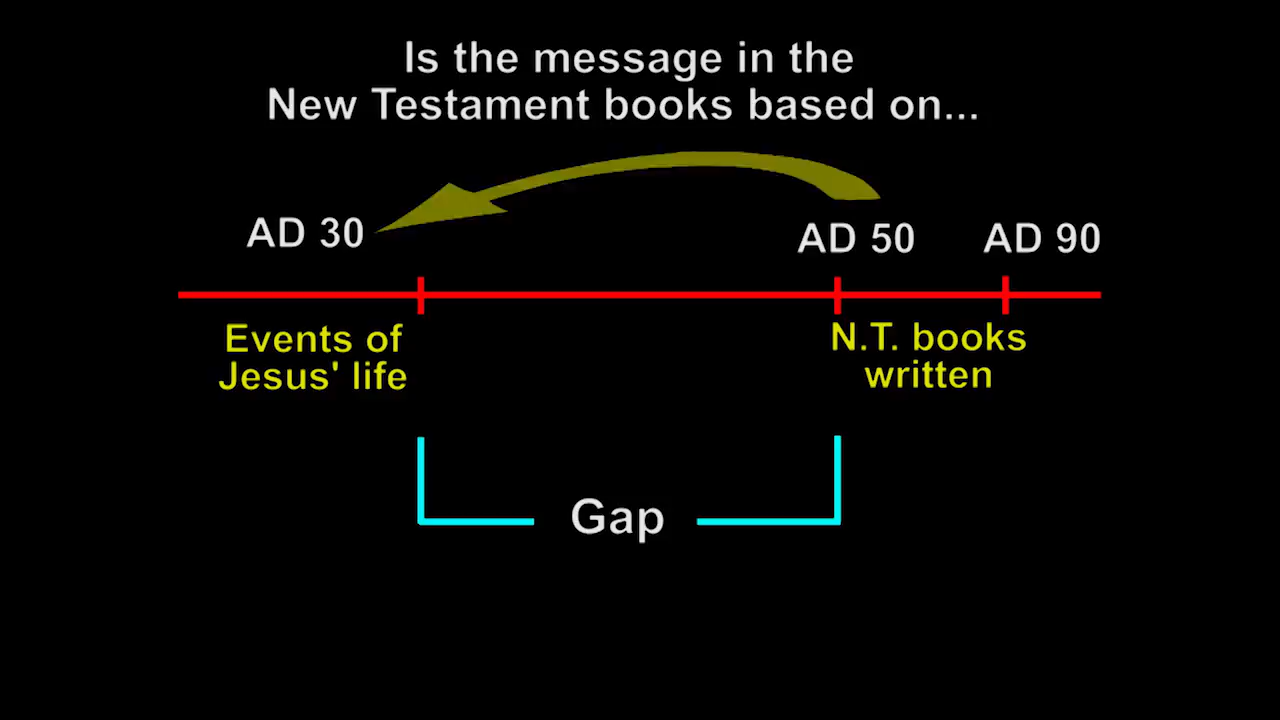 Is the message in the
New Testament books based on...
AD 30
AD 50
AD 90
Events of
Jesus' life
N.T. books
written
Gap